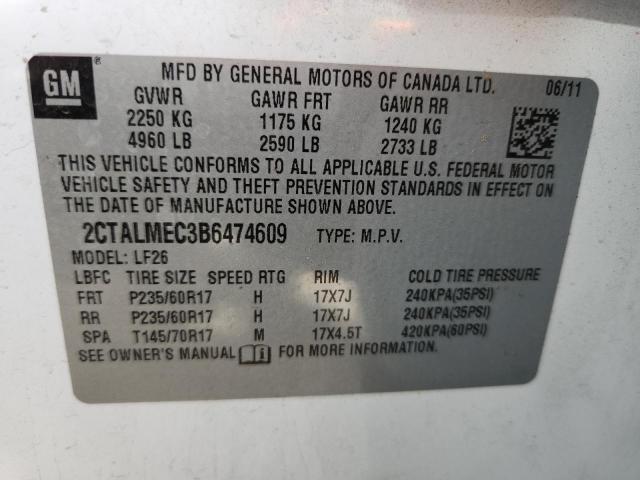 GM ®
MFD BY GENERAL MOTORS OF CANADA LTD. 06/11
GVWR GAWR FRT GAWR RR
2250 KG 1175 KG 1240 KG
4960 LB 2590 LB 2733 LB
THIS VEHICLE CONFORMS TO ALL APPLICABLE U.S. FEDERAL MOTOR
VEHICLE SAFETY AND THEFT PREVENTION STANDARDS IN EFFECT ON
THE DATE OF MANUFACTURE SHOWN ABOVE.
2CTALMEC3B6474609 TYPE: M.P.V.
MODEL: LF26
LBFC TIRE SIZE SPEED RTG RIM COLD TIRE PRESSURE
FRT P235/60R17 H 17X7J 240KPA(35PSI)
RR P235/60R17 H 17X7J 240KPA(35PSI)
SPA T145/70R17 M 17X4.5T 420KPA(60PSI)
SEE OWNER'S MANUAL i FOR MORE INFORMATION.